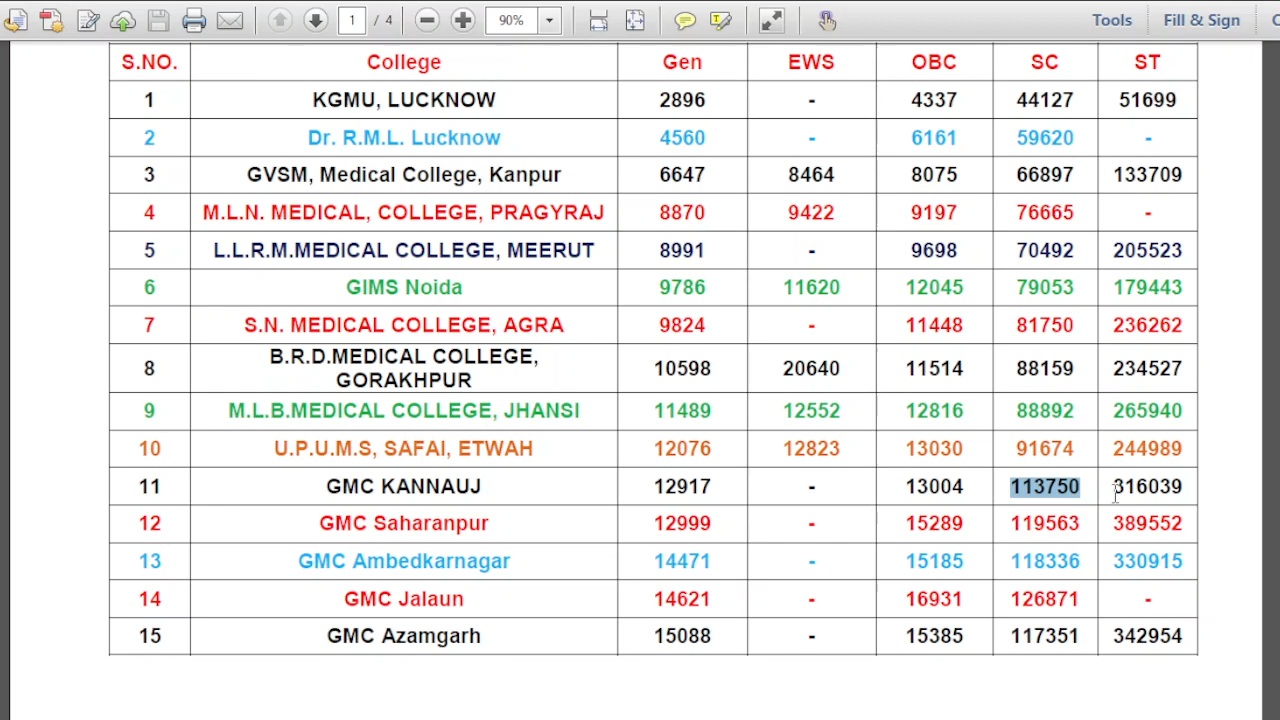 1 / 4 90% Tools Fill & Sign C
S.NO. College Gen EWS OBC SC ST
1 KGMU, LUCKNOW 2896 - 4337 44127 51699
2 Dr. R.M.L. Lucknow 4560 - 6161 59620 -
3 GVSM, Medical College, Kanpur 6647 8464 8075 66897 133709
4 M.L.N. MEDICAL, COLLEGE, PRAGYRAJ 8870 9422 9197 76665 -
5 L.L.R.M.MEDICAL COLLEGE, MEERUT 8991 - 9698 70492 205523
6 GIMS Noida 9786 11620 12045 79053 179443
7 S.N. MEDICAL COLLEGE, AGRA 9824 - 11448 81750 236262
8 B.R.D.MEDICAL COLLEGE,
GORAKHPUR 10598 20640 11514 88159 234527
9 M.L.B.MEDICAL COLLEGE, JHANSI 11489 12552 12816 88892 265940
10 U.P.U.M.S, SAFAI, ETWAH 12076 12823 13030 91674 244989
11 GMC KANNAUJ 12917 - 13004 113750 316039
12 GMC Saharanpur 12999 - 15289 119563 389552
13 GMC Ambedkarnagar 14471 - 15185 118336 330915
14 GMC Jalaun 14621 - 16931 126871 -
15 GMC Azamgarh 15088 - 15385 117351 342954